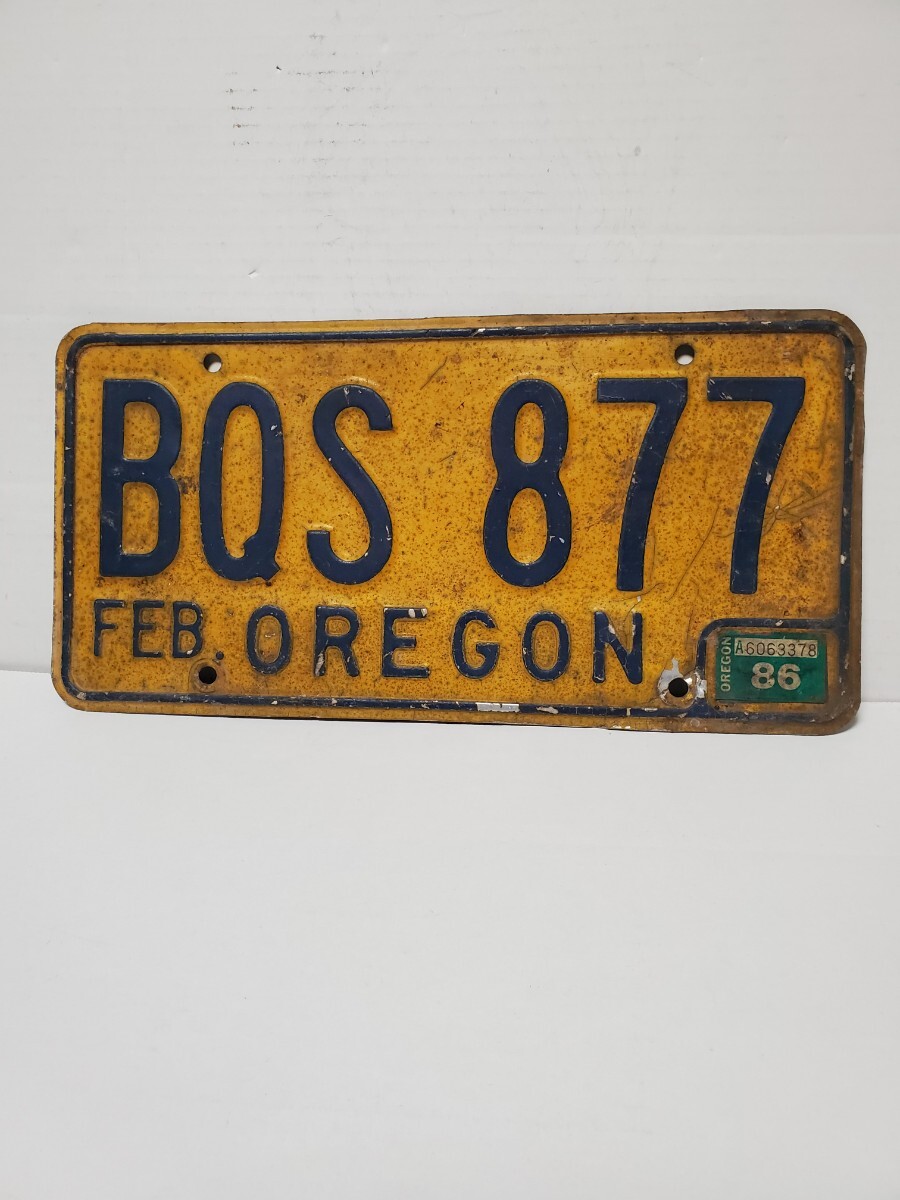 BQS 877
FEB. OREGON
OREGON
A6063378
86